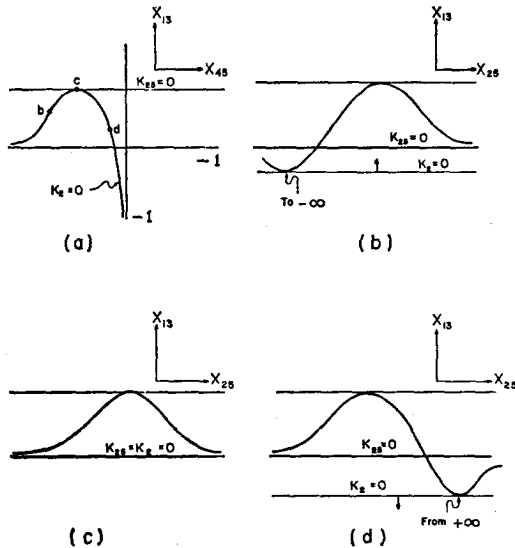 X13
X45
K25=0
c
b
d
K2=0
-1
-1
(a)
X13
X25
K25=0
K2=0
To -∞
(b)
X13
X25
K25=K2=0
(c)
X13
X25
K25=0
K2=0
From +∞
(d)